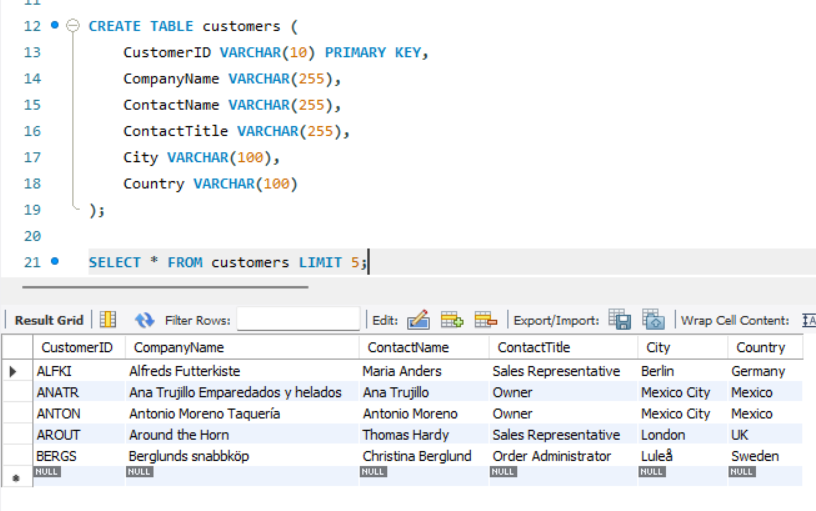 11
12 CREATE TABLE customers (
13 CustomerID VARCHAR(10) PRIMARY KEY,
14 CompanyName VARCHAR(255),
15 ContactName VARCHAR(255),
16 ContactTitle VARCHAR(255),
17 City VARCHAR(100),
18 Country VARCHAR(100)
19 );
20
21 SELECT * FROM customers LIMIT 5;
Result Grid Filter Rows: Edit: Export/Import: Wrap Cell Content:
CustomerID CompanyName ContactName ContactTitle City Country
ALFKI Alfreds Futterkiste Maria Anders Sales Representative Berlin Germany
ANATR Ana Trujillo Emparedados y helados Ana Trujillo Owner Mexico City Mexico
ANTON Antonio Moreno Taquería Antonio Moreno Owner Mexico City Mexico
AROUT Around the Horn Thomas Hardy Sales Representative London UK
BERGS Berglunds snabbköp Christina Berglund Order Administrator Luleå Sweden
NULL NULL NULL NULL NULL NULL